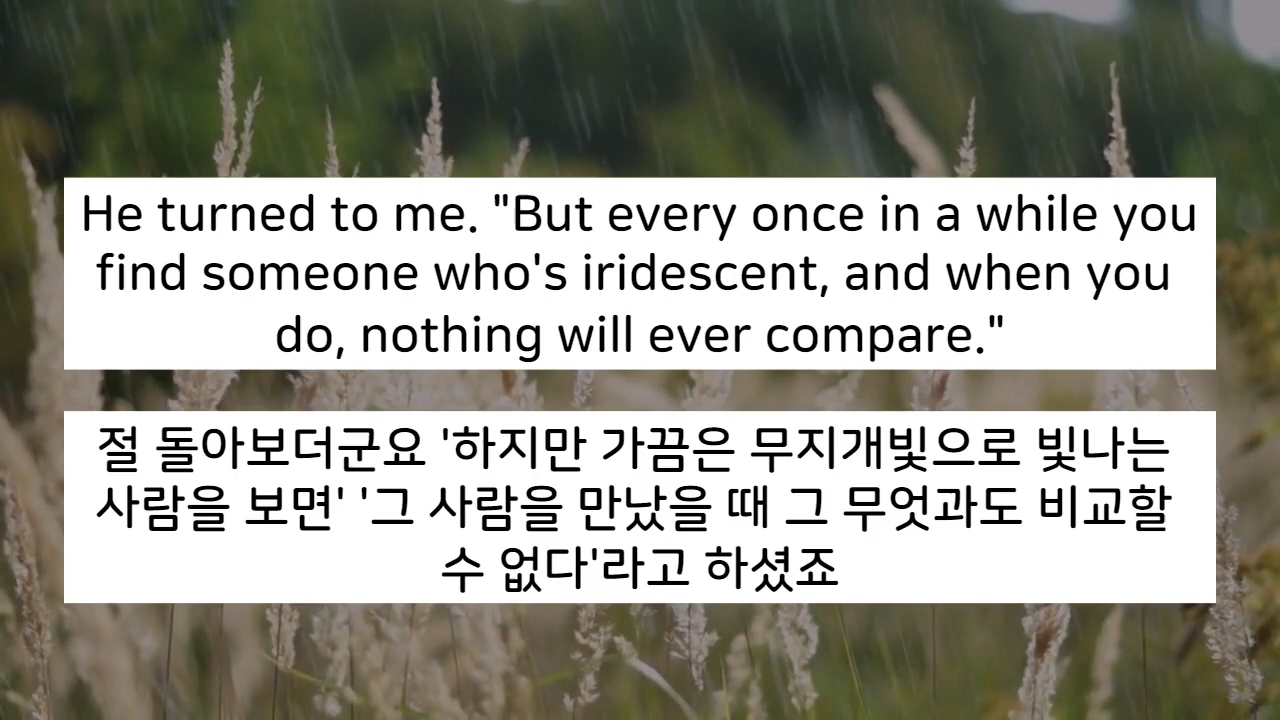 He turned to me. "But every once in a while you
find someone who's iridescent, and when you
do, nothing will ever compare."
절 돌아보더군요 '하지만 가끔은 무지개빛으로 빛나는
사람을 보면' '그 사람을 만났을 때 그 무엇과도 비교할
수 없다'라고 하셨죠